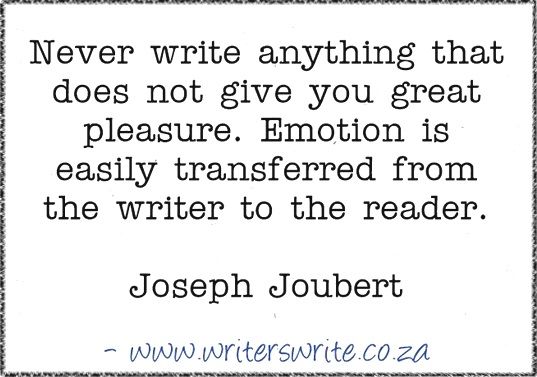 Never write anything that
does not give you great
pleasure. Emotion is
easily transferred from
the writer to the reader.
Joseph Joubert
- www.writerswrite.co.za